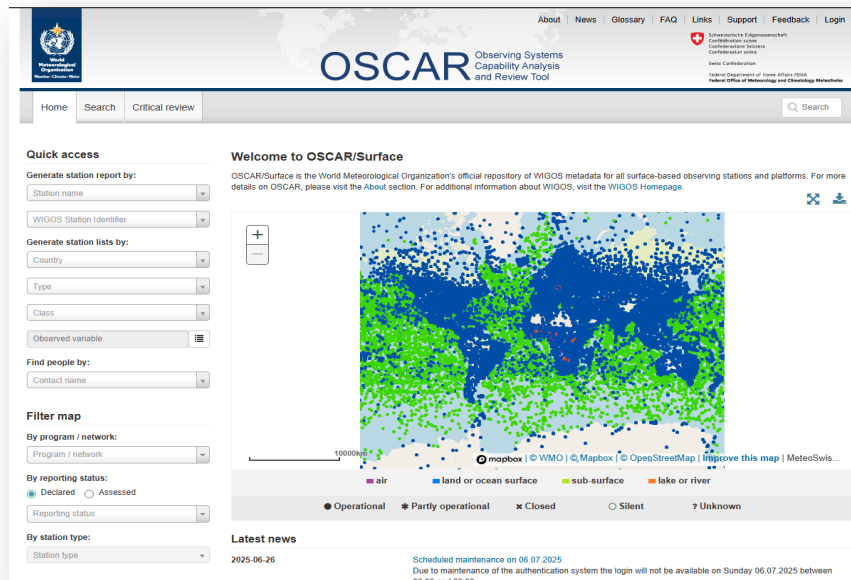 About | News | Glossary | FAQ | Links | Support | Feedback | Login
World
Meteorological
Organization
Weather · Climate · Water
OSCAR
Observing Systems
Capability Analysis
and Review Tool
Schweizerische Eidgenossenschaft
Confédération suisse
Confederazione Svizzera
Confederaziun svizra
Swiss Confederation
Federal Department of Home Affairs FDHA
Federal Office of Meteorology and Climatology MeteoSwiss
Home
Search
Critical review
Search
Quick access
Generate station report by:
Station name
WIGOS Station Identifier
Generate station lists by:
Country
Type
Class
Observed variable
Find people by:
Contact name
Filter map
By program / network:
Program / network
By reporting status:
Declared
Assessed
Reporting status
By station type:
Station type
Welcome to OSCAR/Surface
OSCAR/Surface is the World Meteorological Organization's official repository of WIGOS metadata for all surface-based observing stations and platforms. For more
details on OSCAR, please visit the About section. For additional information about WIGOS, visit the WIGOS Homepage.
+
−
10000km
mapbox | © WMO | © Mapbox | © OpenStreetMap | Improve this map | MeteoSwis...
air
land or ocean surface
sub-surface
lake or river
Operational
Partly operational
Closed
Silent
? Unknown
Latest news
2025-06-26
Scheduled maintenance on 06.07.2025
Due to maintenance of the authentication system the login will not be available on Sunday 06.07.2025 between